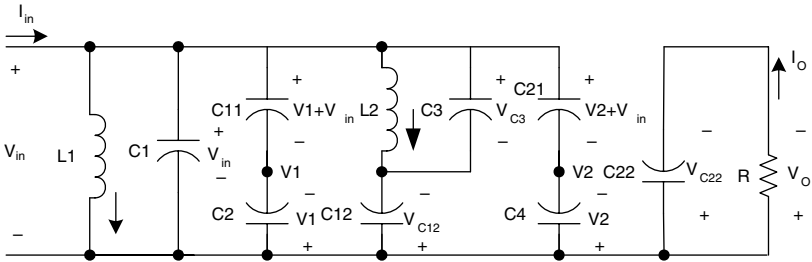 I_in
+
V_in
−
L1
C1
+
V_in
−
C11
+
V1+V_in
−
V1
−
C2
V1
+
L2
C3
+
V_C3
−
C12
−
V_C12
+
C21
+
V2+V_in
−
V2
−
C4
V2
+
C22
−
V_C22
+
R
I_O
−
V_O
+